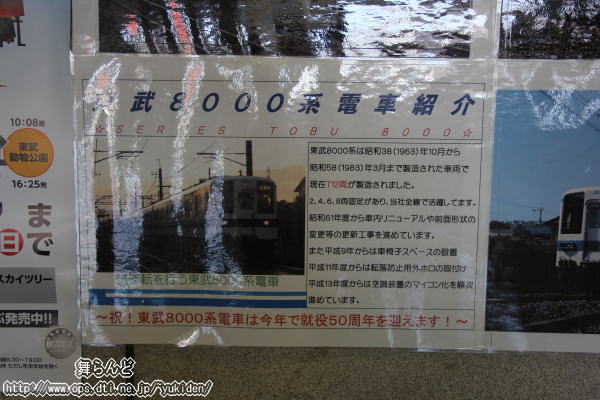 武8000系電車紹介
☆SERIES TOBU 8000☆
東武8000系は昭和38(1963)年10月から
昭和58(1983)年3月まで製造された車両で
現在712両が製造されました。
2,4,6,8両固定があり、当社全線で活躍してます。
昭和61年度から車内リニューアルや前面形状の
変更等の更新工事を進めています。
また平成9年からは車椅子スペースの設置
平成11年度からは転落防止用外ホロの取付け
平成13年度からは空調装置のマイコン化を順次
進めています。
試運転を行う東武8000系電車
～祝!東武8000系電車は今年で就役50周年を迎えます!～
10:08着
東武
動物公園
16:25発
まで
日
スカイツリー
発売中!!
舞らんど
http://www.ops.dti.ne.jp/yukiden/